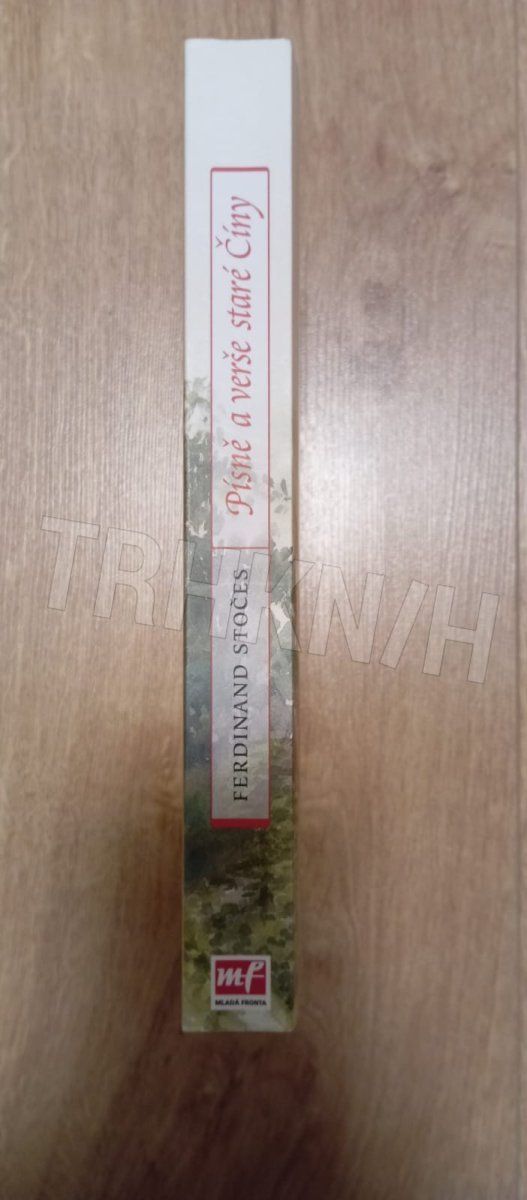 FERDINAND STOČES
Písně a verše staré Číny
mf
MLADÁ FRONTA
TRHKNIH